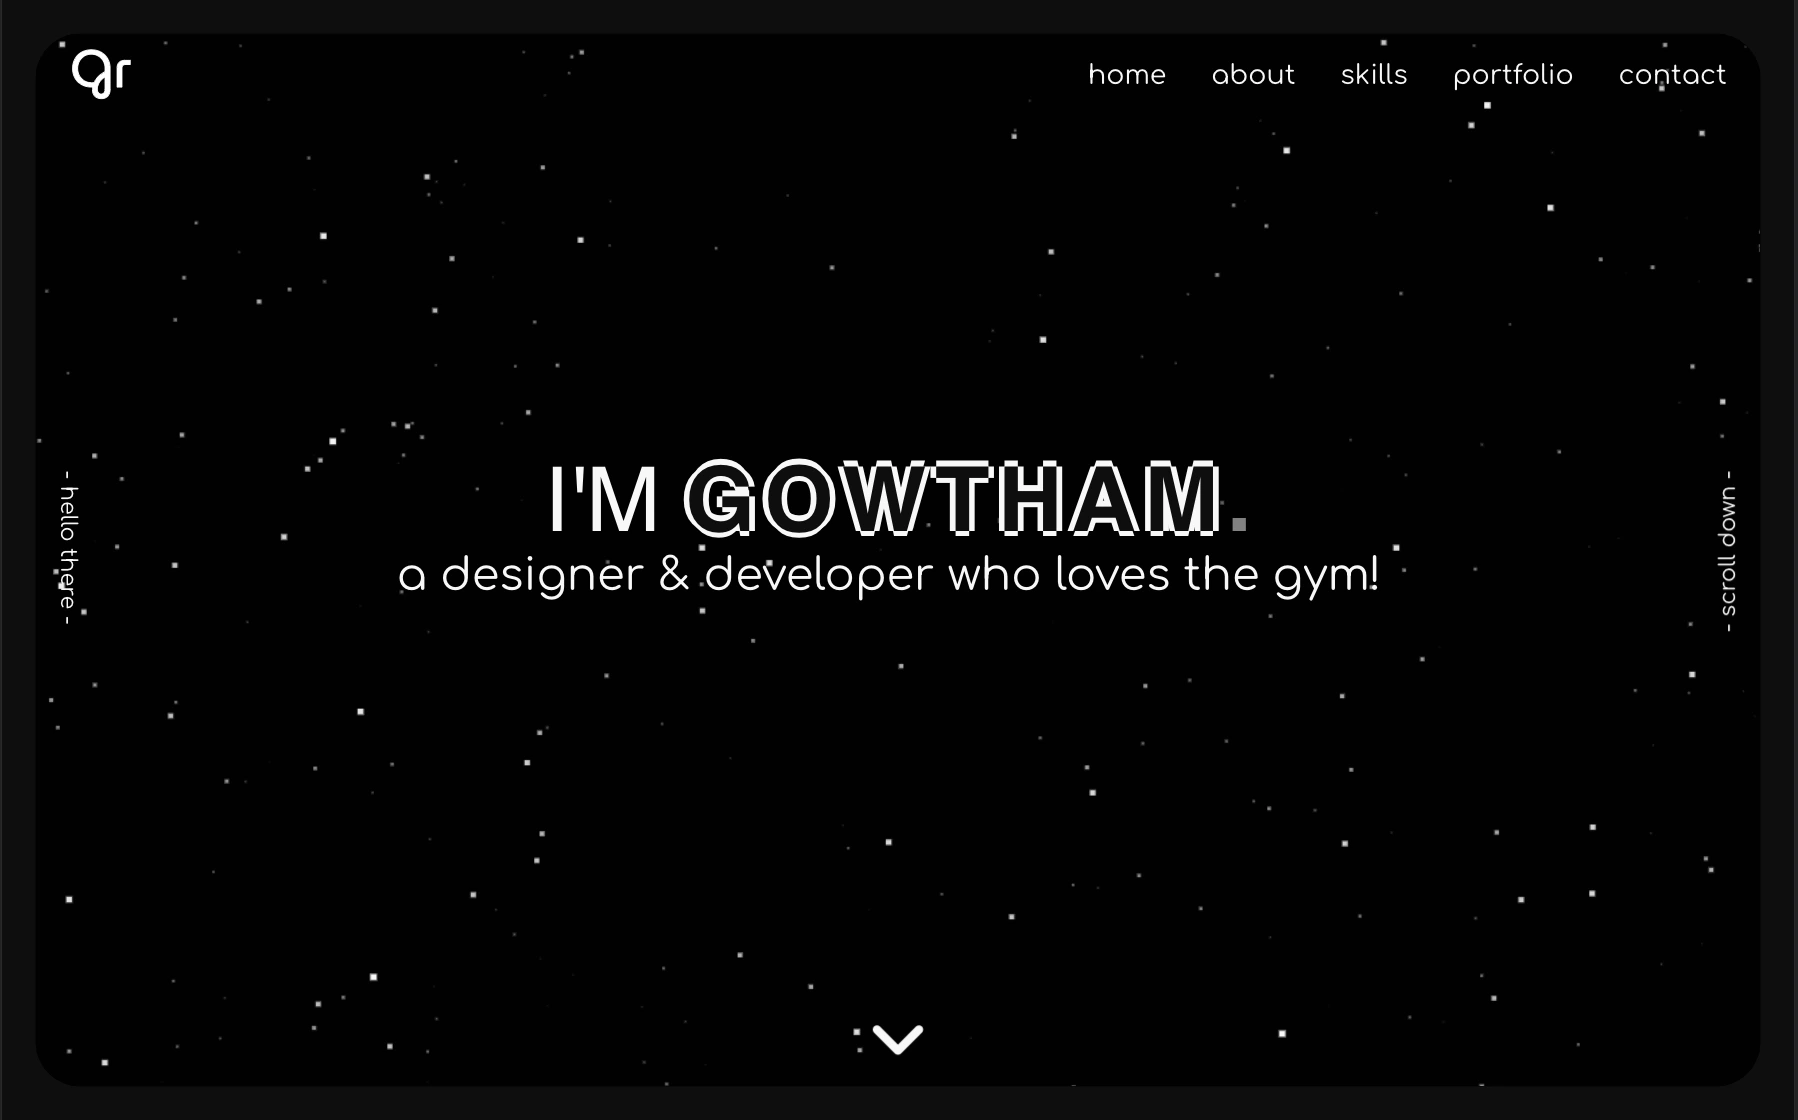 gr
home about skills portfolio contact
- hello there -
I'M GOWTHAM.
a designer & developer who loves the gym!
- scroll down -